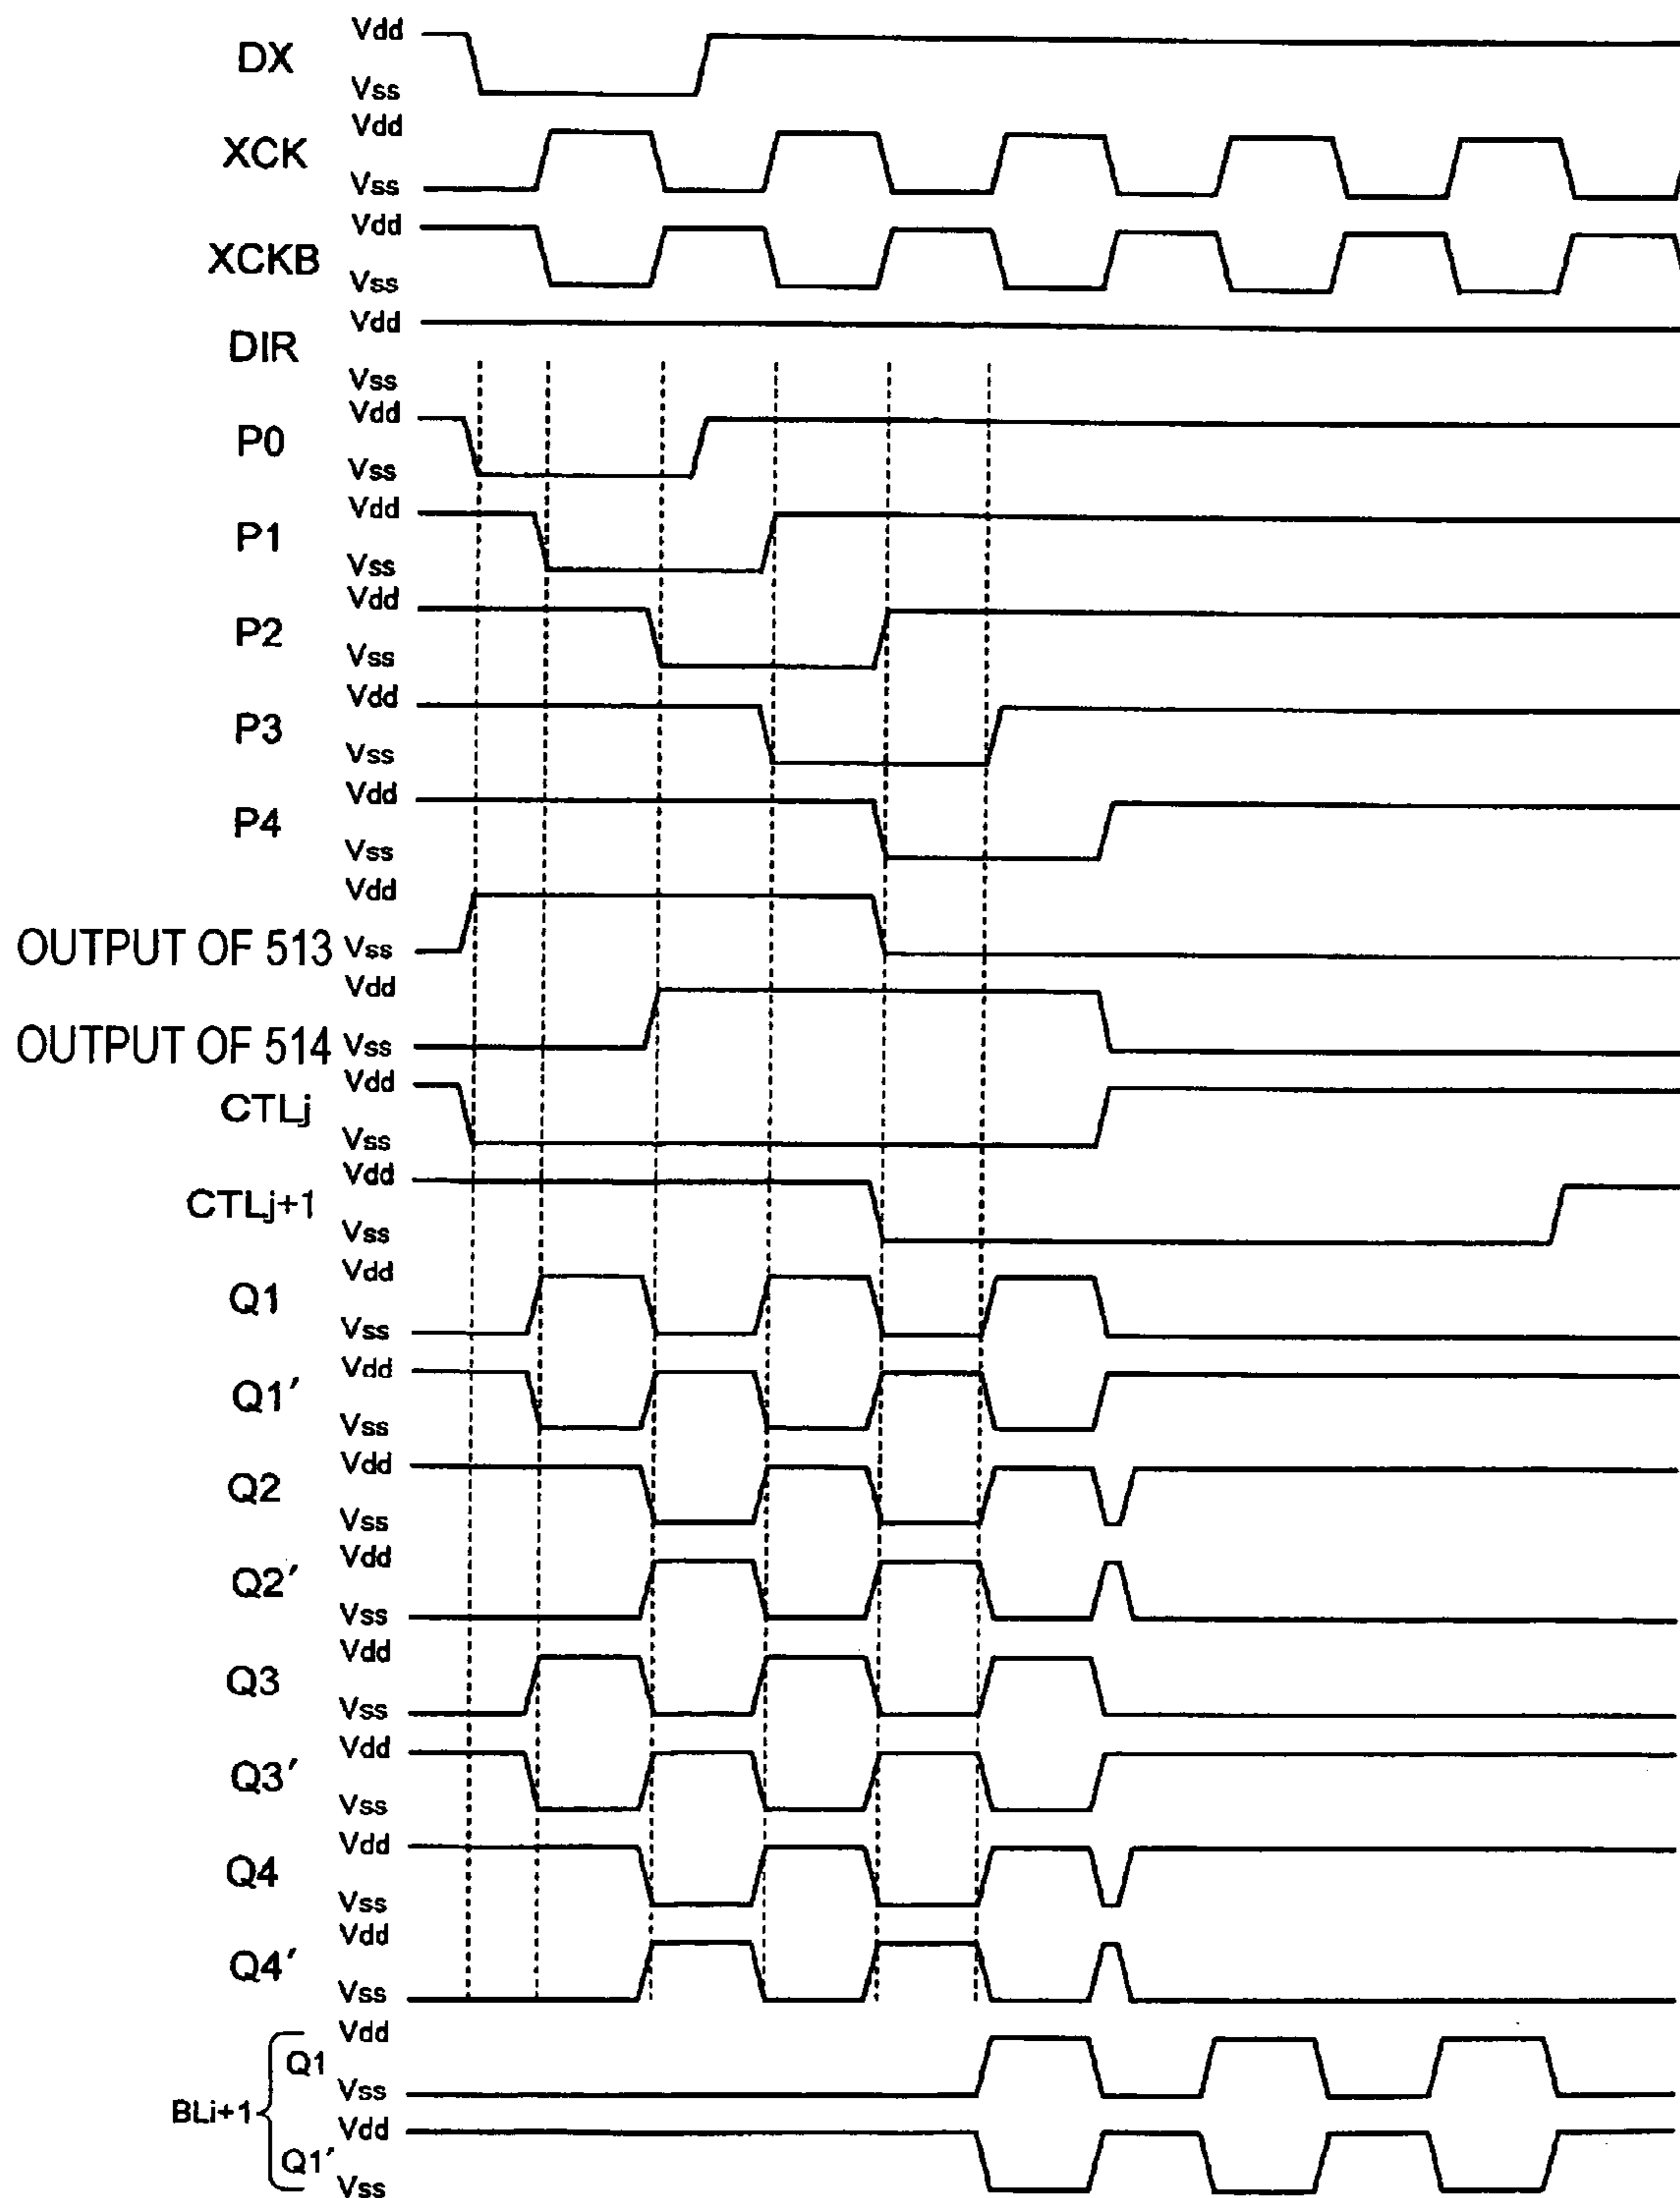 DX Vdd
Vss
XCK Vdd
Vss
XCKB Vdd
Vss
DIR Vdd
Vss
P0 Vdd
Vss
P1 Vdd
Vss
P2 Vdd
Vss
P3 Vdd
Vss
P4 Vdd
Vss
Vdd
OUTPUT OF 513 Vss
Vdd
OUTPUT OF 514 Vss
CTLj Vdd
Vss
CTLj+1 Vdd
Vss
Q1 Vdd
Vss
Q1′ Vdd
Vss
Q2 Vdd
Vss
Q2′ Vdd
Vss
Q3 Vdd
Vss
Q3′ Vdd
Vss
Q4 Vdd
Vss
Q4′ Vdd
Vss
Vdd
Q1
Vss
BLi+1
Vdd
Q1′
Vss